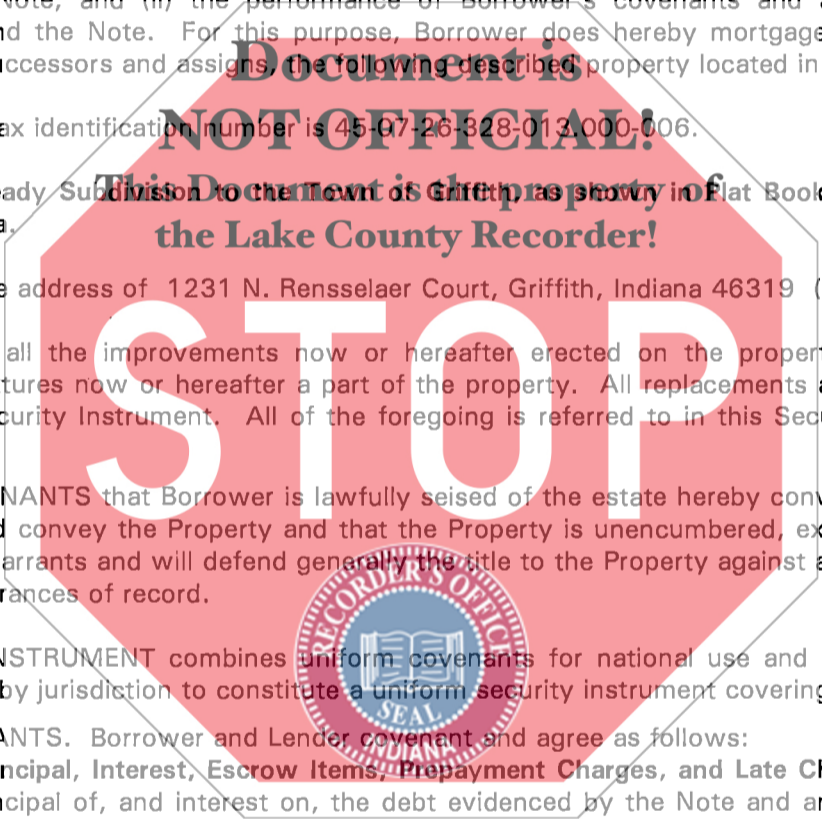 Note, and (ii) the performance of Borrower's covenants and
nd the Note. For this purpose, Borrower does hereby mortgage
Document is
ccessors and assigns, the following described property located in
NOT OFFICIAL!
ax identification number is 45-07-26-328-013.000-006.
This Document is the property of
ady Subdivision to the Town of Griffith, as shown in Plat Book
a.
the Lake County Recorder!
e address of 1231 N. Rensselaer Court, Griffith, Indiana 46319 (
STOP
all the improvements now or hereafter erected on the proper
tures now or hereafter a part of the property. All replacements a
curity Instrument. All of the foregoing is referred to in this Sec
NANTS that Borrower is lawfully seised of the estate hereby conv
d convey the Property and that the Property is unencumbered, ex
arrants and will defend generally the title to the Property against a
rances of record.
RECORDER'S OFFICE
SEAL
INDIANA
NSTRUMENT combines uniform covenants for national use and
by jurisdiction to constitute a uniform security instrument covering
ANTS. Borrower and Lender covenant and agree as follows:
ncipal, Interest, Escrow Items, Prepayment Charges, and Late Ch
ncipal of, and interest on, the debt evidenced by the Note and an